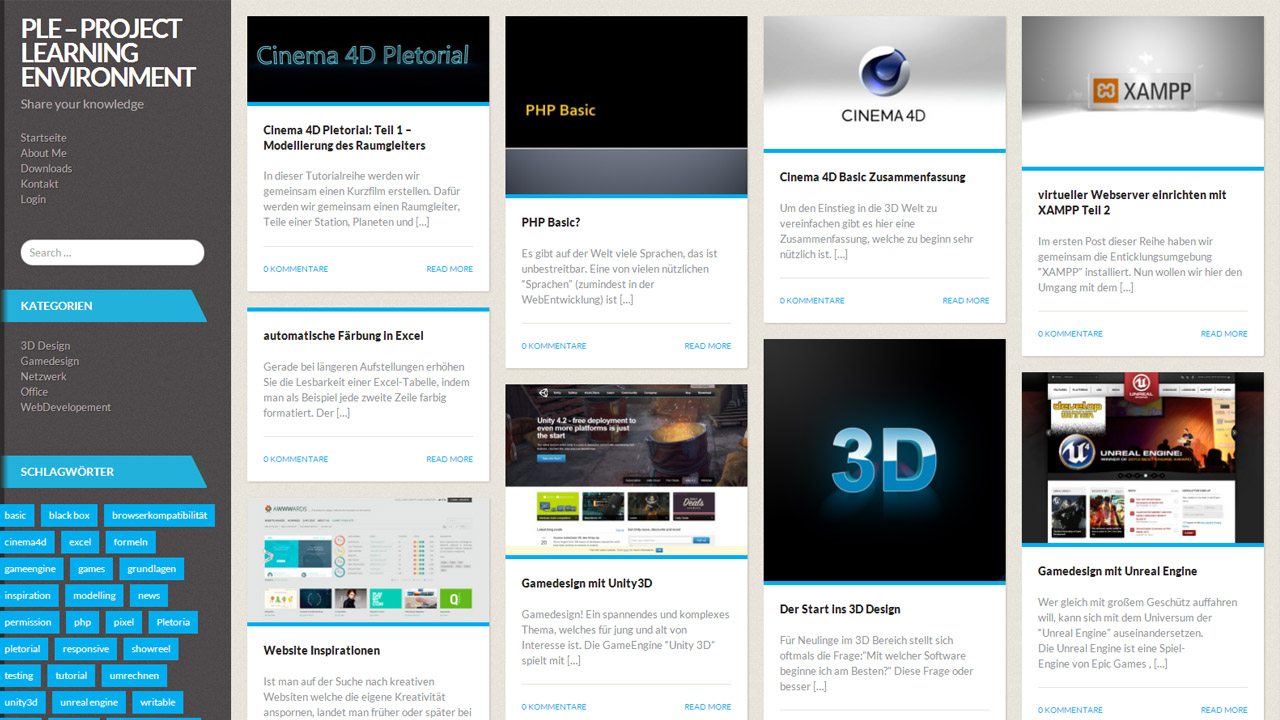 PLE – PROJECT
LEARNING
ENVIRONMENT
Share your knowledge
Startseite
About Me
Downloads
Kontakt
Login
Search ...
KATEGORIEN
3D Design
Gamedesign
Netzwerk
Office
WebDevelopement
SCHLAGWÖRTER
basic
black box
browserkompatibilität
cinema4d
excel
formeln
gameengine
games
grundlagen
inspiration
modelling
news
permission
php
pixel
Pletoria
pletorial
responsive
showreel
testing
tutorial
umrechnen
unity3d
unreal engine
writable
Cinema 4D Pletorial
Cinema 4D Pletorial: Teil 1 –
Modellierung des Raumgleiters
In dieser Tutorialreihe werden wir
gemeinsam einen Kurzfilm erstellen. Dafür
werden wir gemeinsam einen Raumgleiter,
Teile einer Station, Planeten und [...]
0 KOMMENTARE
READ MORE
automatische Färbung in Excel
Gerade bei längeren Aufstellungen erhöhen
Sie die Lesbarkeit einer Excel-Tabelle, indem
man als Beispiel jede zweite Zeile farbig
formatiert. Der [...]
0 KOMMENTARE
READ MORE
AWWWARDS
Website Inspirationen
Ist man auf der Suche nach kreativen
Websiten welche die eigene Kreativität
anspornen, landet man früher oder später bei
PHP Basic
PHP Basic?
Es gibt auf der Welt viele Sprachen, das ist
unbestreitbar. Eine von vielen nützlichen
"Sprachen" (zumindest in der
WebEntwicklung) ist [...]
0 KOMMENTARE
READ MORE
Unity 4.2 - free deployment to
even more platforms is just
the start
Gamedesign mit Unity3D
Gamedesign! Ein spannendes und komplexes
Thema, welches für jung und alt von
Interesse ist. Die GameEngine "Unity 3D"
spielt mit [...]
0 KOMMENTARE
READ MORE
CINEMA 4D
Cinema 4D Basic Zusammenfassung
Um den Einstieg in die 3D Welt zu
vereinfachen gibt es hier eine
Zusammenfassung, welche zu beginn sehr
nützlich ist. [...]
0 KOMMENTARE
READ MORE
3D
Der Start ins 3D Design
Für Neulinge im 3D Bereich stellt sich
oftmals die Frage:"Mit welcher Software
beginne ich am Besten?" Diese Frage oder
besser [...]
XAMPP
virtueller Webserver einrichten mit
XAMPP Teil 2
Im ersten Post dieser Reihe haben wir
gemeinsam die Enticklungsumgebung
"XAMPP" installiert. Nun wollen wir hier den
Umgang mit dem [...]
0 KOMMENTARE
READ MORE
UNREAL ENGINE:
Gamedesign mit Unreal Engine
Wer gleich mit großem Geschütz auffahren
will, kann sich mit dem Universum der
"Unreal Engine" auseinandersetzen.
Die Unreal Engine ist eine Spiel-
Engine von Epic Games , [...]
0 KOMMENTARE
READ MORE